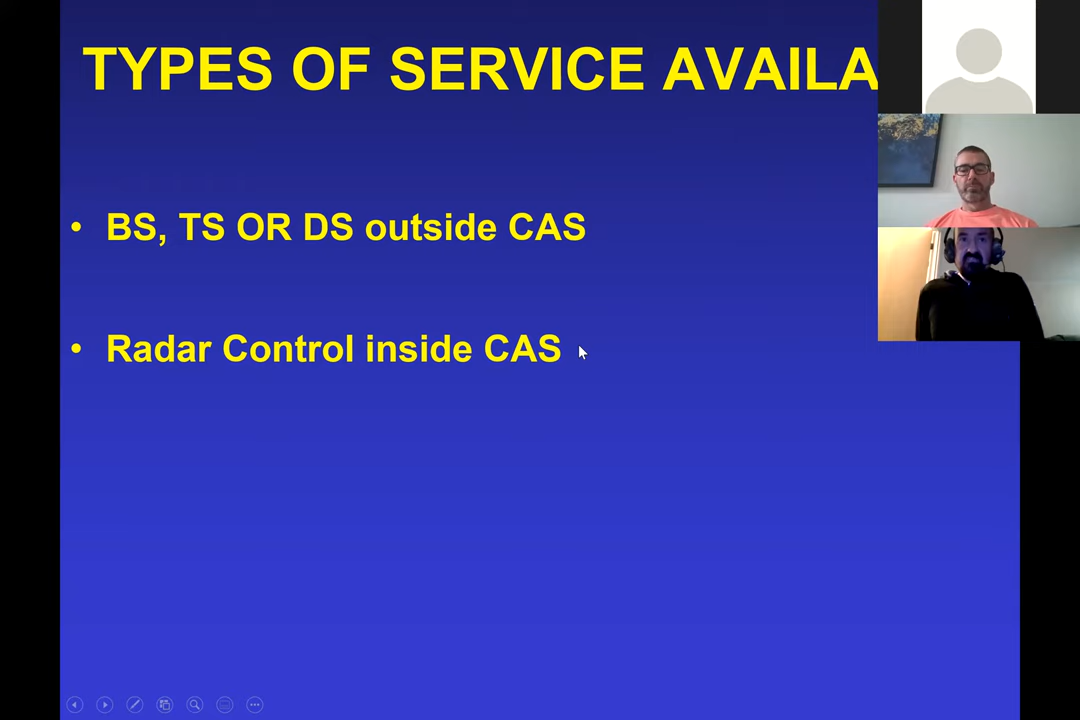 TYPES OF SERVICE AVAILA
• BS, TS OR DS outside CAS
• Radar Control inside CAS